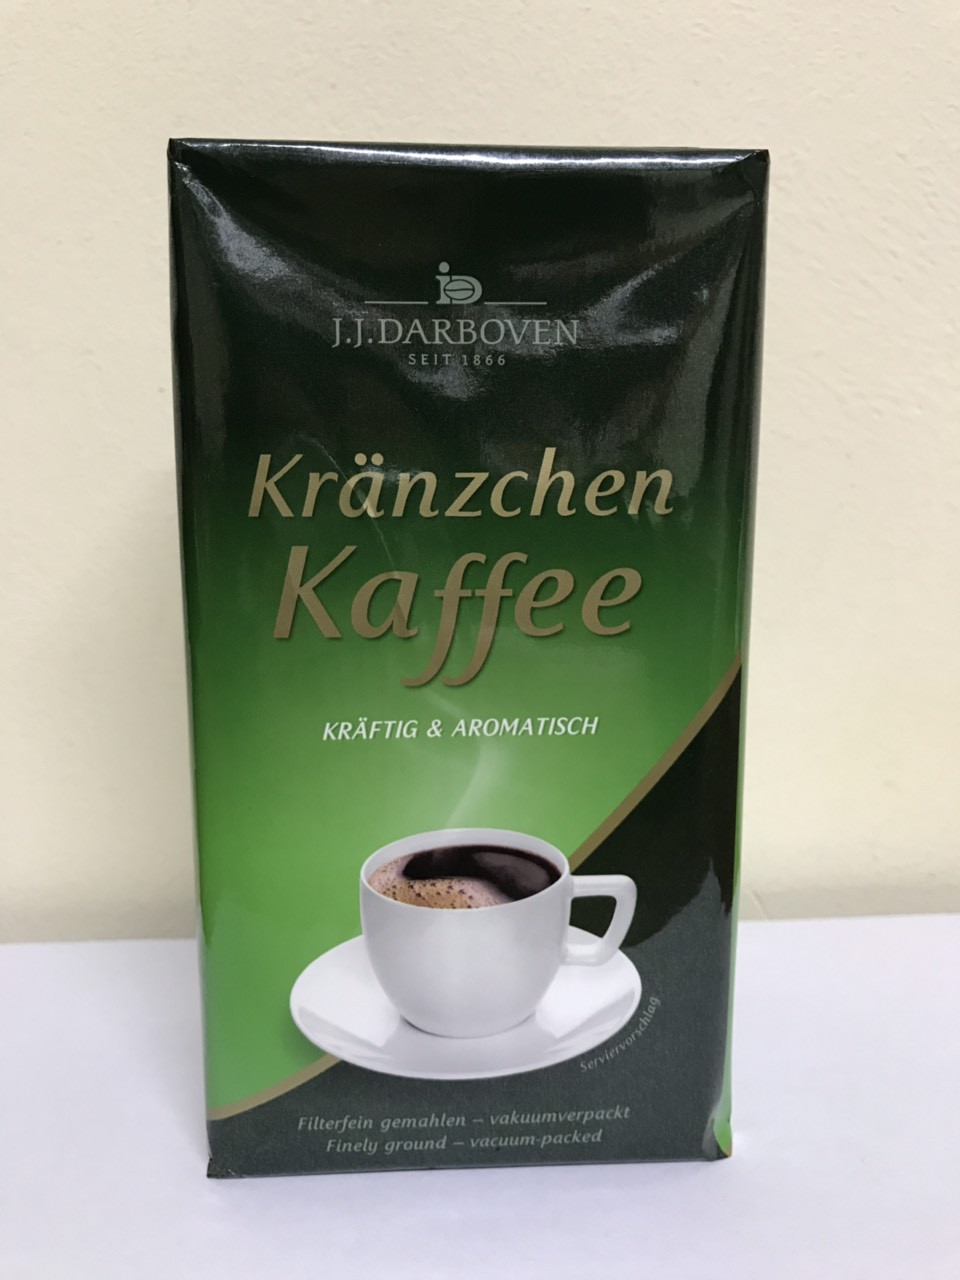 J.J.DARBOVEN
SEIT 1866
Kränzchen
Kaffee
KRÄFTIG & AROMATISCH
Serviervorschlag
Filterfein gemahlen – vakuumverpackt
Finely ground – vacuum-packed